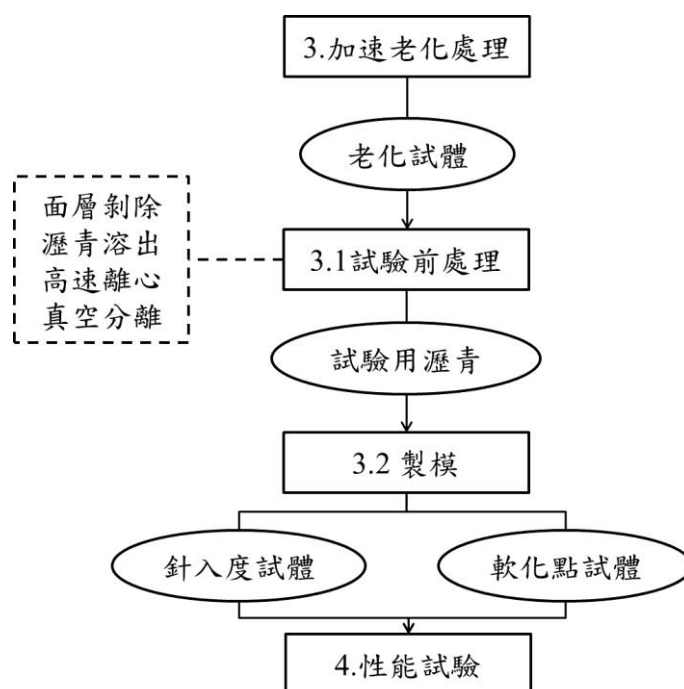 3.加速老化處理
老化試體
面層剝除
瀝青溶出
高速離心
真空分離
3.1試驗前處理
試驗用瀝青
3.2 製模
針入度試體
軟化點試體
4.性能試驗